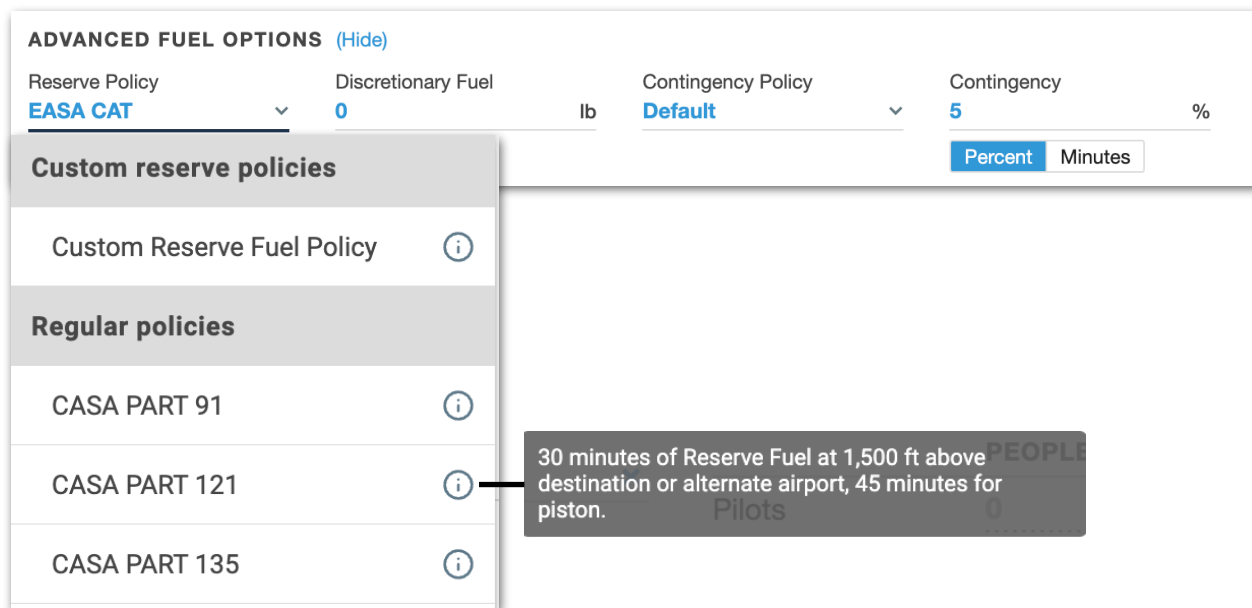 ADVANCED FUEL OPTIONS (Hide)
Reserve Policy Discretionary Fuel Contingency Policy Contingency
EASA CAT 0 lb Default 5 %
Percent Minutes
Custom reserve policies
Custom Reserve Fuel Policy
Regular policies
CASA PART 91
CASA PART 121
30 minutes of Reserve Fuel at 1,500 ft above
destination or alternate airport, 45 minutes for
piston.
PEOPLE
Pilots 0
CASA PART 135